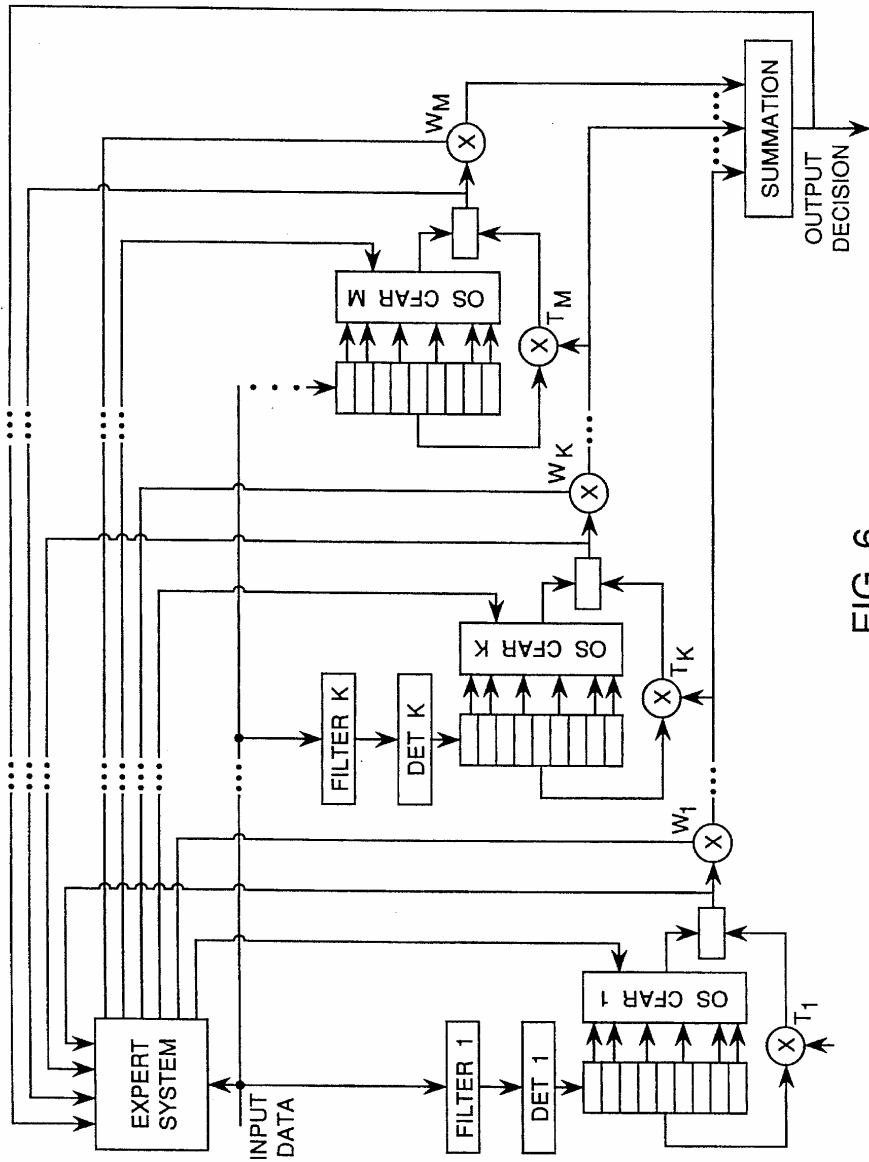 EXPERT
SYSTEM
INPUT
DATA
FILTER 1
DET 1
OS CFAR 1
T1
W1
FILTER K
DET K
OS CFAR K
TK
WK
OS CFAR M
TM
WM
SUMMATION
OUTPUT
DECISION
FIG. 6